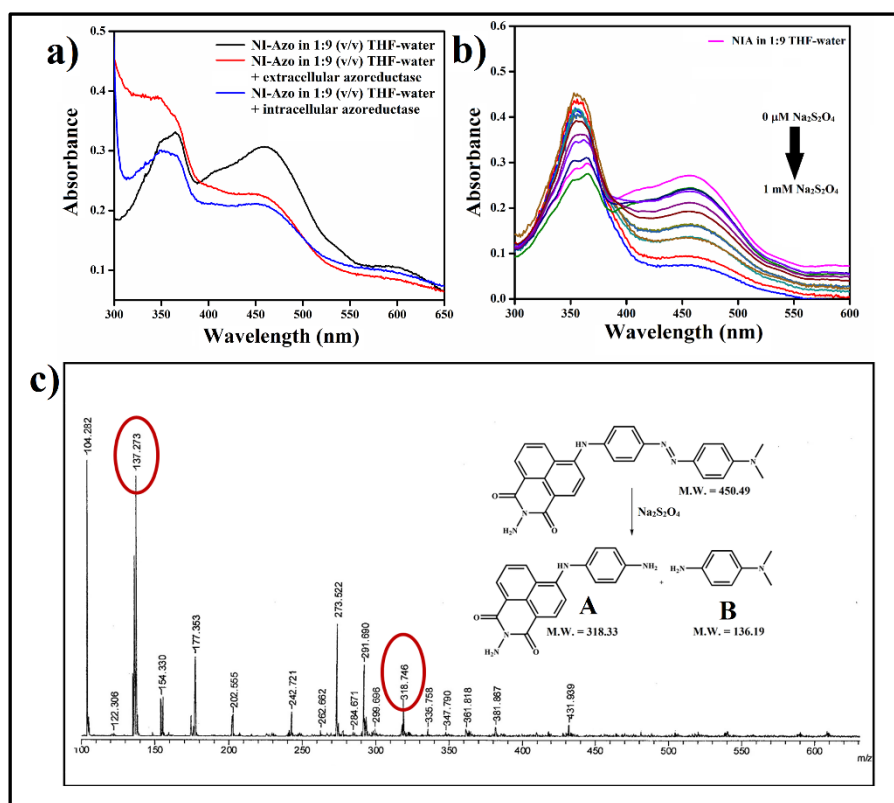 a)
0.5
0.4
0.3
0.2
0.1
Absorbance
NI-Azo in 1:9 (v/v) THF-water
NI-Azo in 1:9 (v/v) THF-water
+ extracellular azoreductase
NI-Azo in 1:9 (v/v) THF-water
+ intracellular azoreductase
300 350 400 450 500 550 600 650
Wavelength (nm)
b)
0.6
0.5
0.4
0.3
0.2
0.1
0.0
Absorbance
NIA in 1:9 THF-water
0 μM Na₂S₂O₄
1 mM Na₂S₂O₄
300 350 400 450 500 550 600
Wavelength (nm)
c)
104.282
122.306
137.273
154.330
177.353
202.555
242.721
262.662
273.522
284.671
291.690
299.696
318.746
335.758
347.790
361.818
381.867
431.939
HN
N
N
N
O
N
O
NH₂
M.W. = 450.49
Na₂S₂O₄
HN
NH₂
O
N
O
NH₂
A
M.W. = 318.33
+
H₂N
N
B
M.W. = 136.19
100 150 200 250 300 350 400 450 500 550 600
m/z